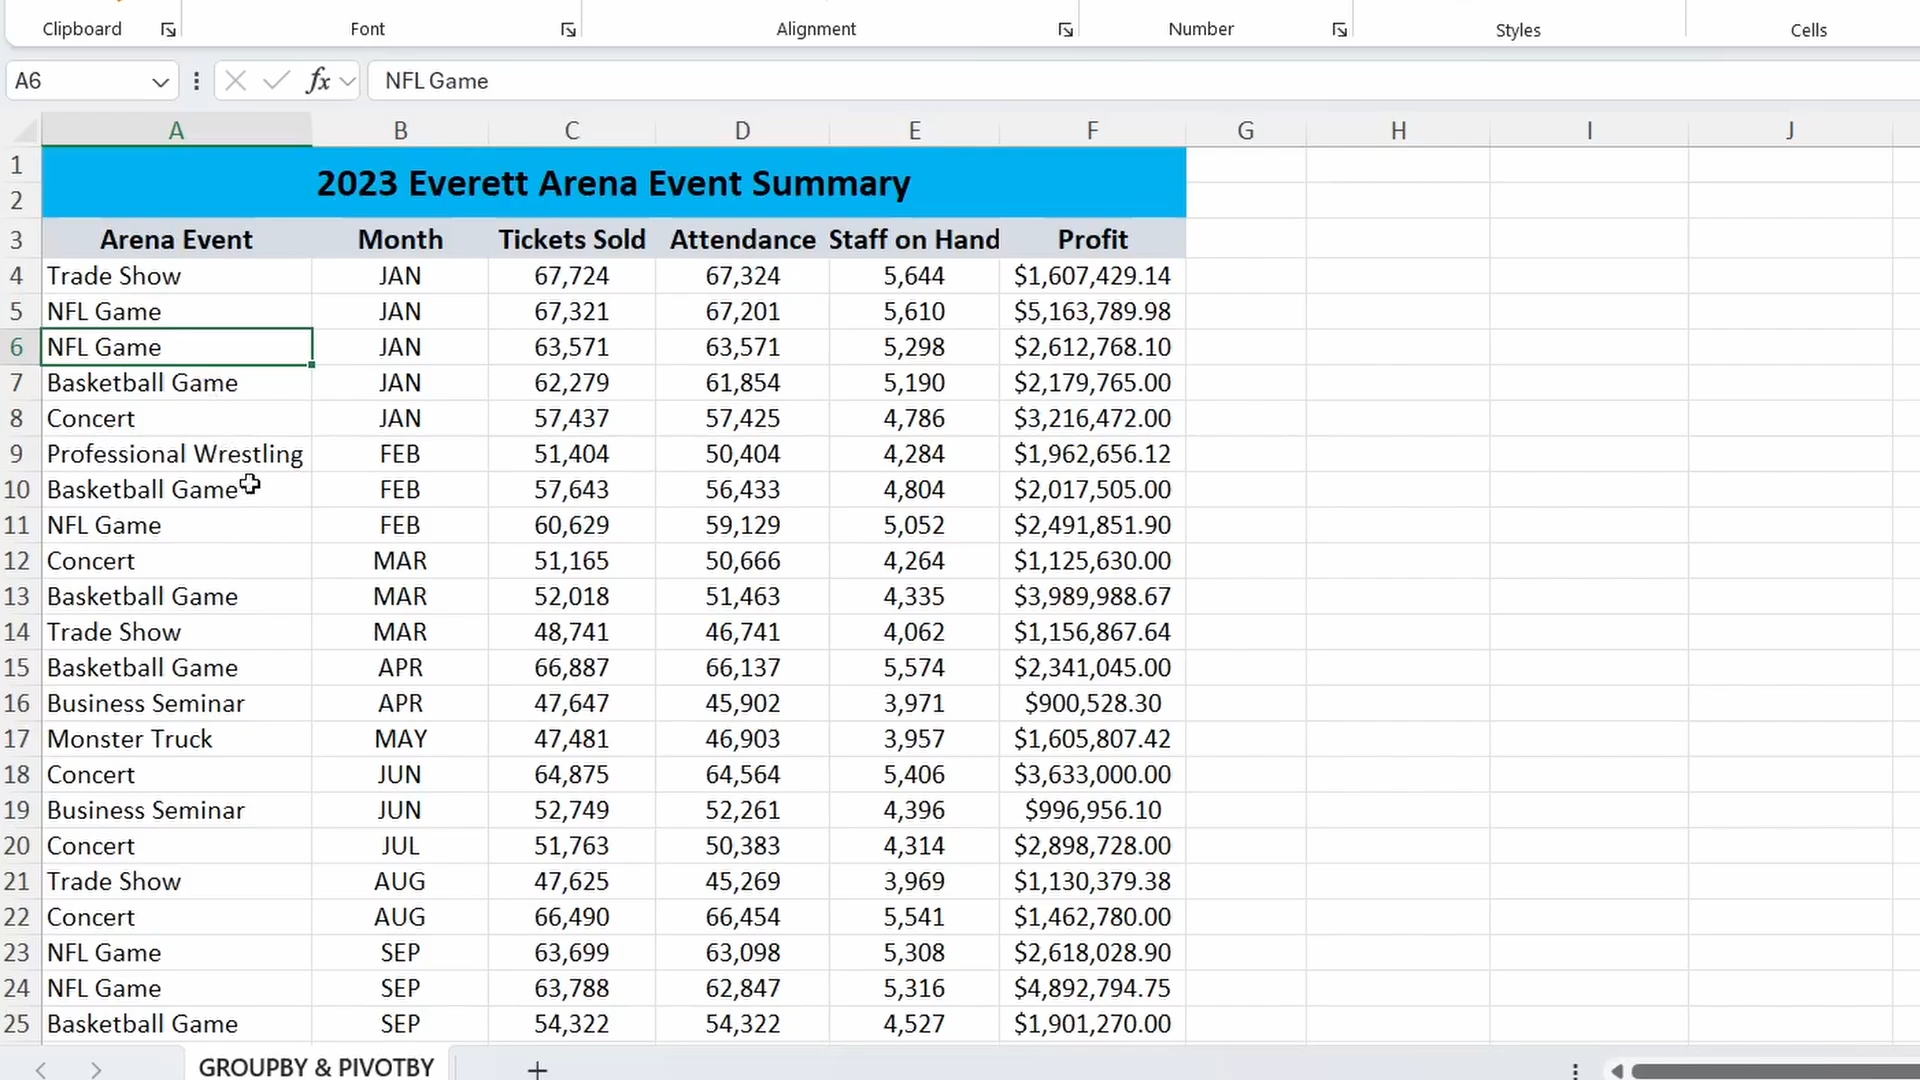 Clipboard Font Alignment Number Styles Cells
A6 fx NFL Game
A B C D E F G H I J
1 2023 Everett Arena Event Summary
2
3 Arena Event Month Tickets Sold Attendance Staff on Hand Profit
4 Trade Show JAN 67,724 67,324 5,644 $1,607,429.14
5 NFL Game JAN 67,321 67,201 5,610 $5,163,789.98
6 NFL Game JAN 63,571 63,571 5,298 $2,612,768.10
7 Basketball Game JAN 62,279 61,854 5,190 $2,179,765.00
8 Concert JAN 57,437 57,425 4,786 $3,216,472.00
9 Professional Wrestling FEB 51,404 50,404 4,284 $1,962,656.12
10 Basketball Game FEB 57,643 56,433 4,804 $2,017,505.00
11 NFL Game FEB 60,629 59,129 5,052 $2,491,851.90
12 Concert MAR 51,165 50,666 4,264 $1,125,630.00
13 Basketball Game MAR 52,018 51,463 4,335 $3,989,988.67
14 Trade Show MAR 48,741 46,741 4,062 $1,156,867.64
15 Basketball Game APR 66,887 66,137 5,574 $2,341,045.00
16 Business Seminar APR 47,647 45,902 3,971 $900,528.30
17 Monster Truck MAY 47,481 46,903 3,957 $1,605,807.42
18 Concert JUN 64,875 64,564 5,406 $3,633,000.00
19 Business Seminar JUN 52,749 52,261 4,396 $996,956.10
20 Concert JUL 51,763 50,383 4,314 $2,898,728.00
21 Trade Show AUG 47,625 45,269 3,969 $1,130,379.38
22 Concert AUG 66,490 66,454 5,541 $1,462,780.00
23 NFL Game SEP 63,699 63,098 5,308 $2,618,028.90
24 NFL Game SEP 63,788 62,847 5,316 $4,892,794.75
25 Basketball Game SEP 54,322 54,322 4,527 $1,901,270.00
GROUPBY & PIVOTBY